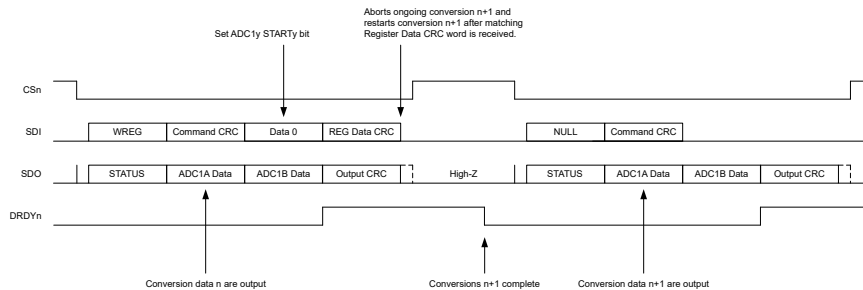 Aborts ongoing conversion n+1 and
restarts conversion n+1 after matching
Register Data CRC word is received.
Set ADC1y STARTy bit
CSn
SDI
WREG
Command CRC
Data 0
REG Data CRC
NULL
Command CRC
SDO
STATUS
ADC1A Data
ADC1B Data
Output CRC
High-Z
STATUS
ADC1A Data
ADC1B Data
Output CRC
DRDYn
Conversion data n are output
Conversions n+1 complete
Conversion data n+1 are output